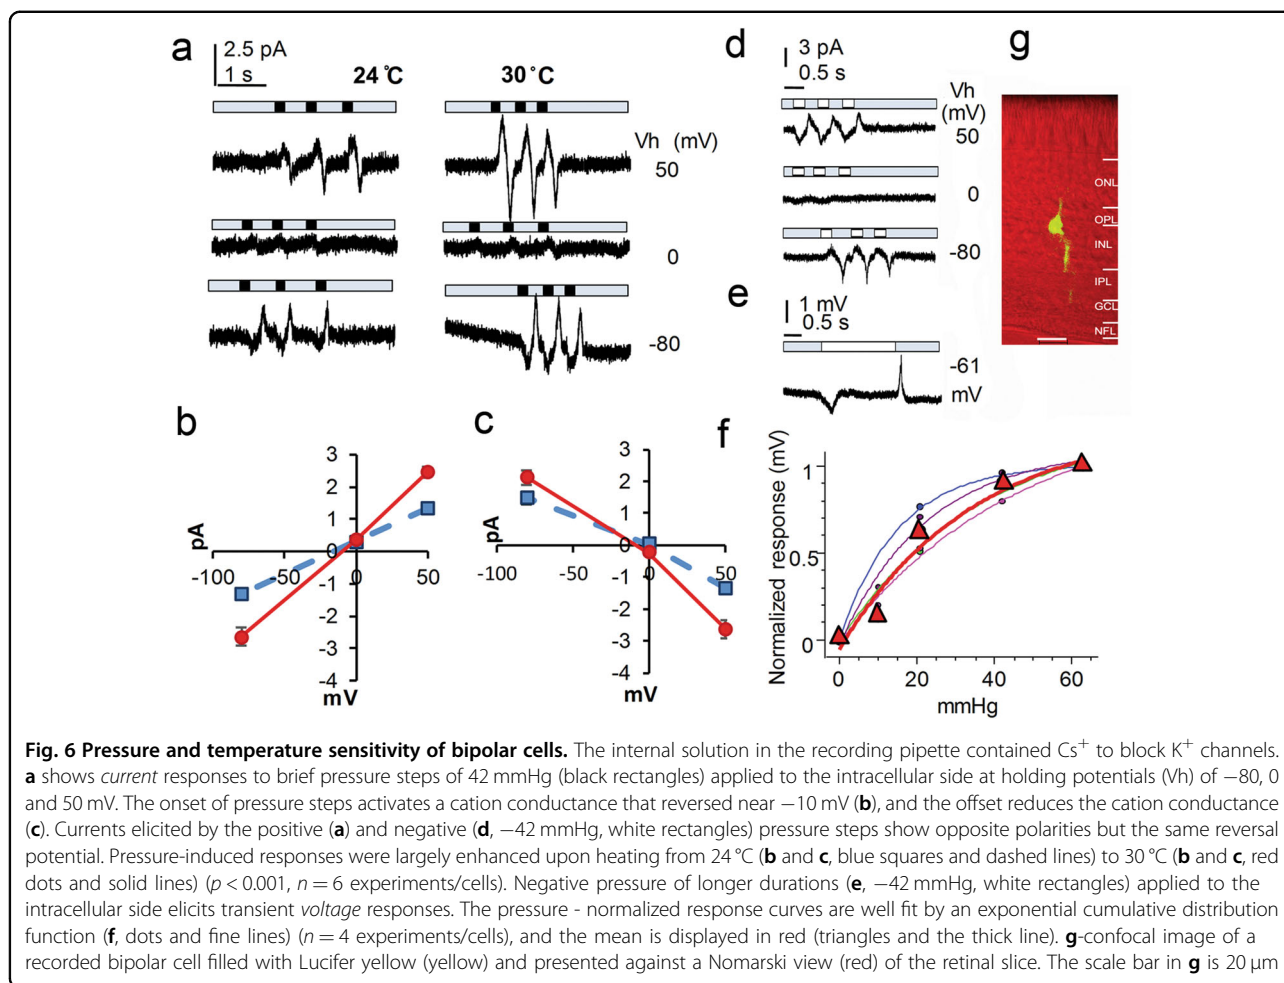 a
2.5 pA
1 s
24 °C
30 °C
Vh (mV)
50
0
-80
d
3 pA
0.5 s
Vh
(mV)
50
0
-80
e
1 mV
0.5 s
-61
mV
g
ONL
OPL
INL
IPL
GCL
NFL
b
3
2
1
0
-1
-2
-3
-4
-100
-50
0
50
pA
mV
c
3
2
1
0
-1
-2
-3
-4
-100
-50
0
50
pA
mV
f
Normalized response (mV)
1
0.5
0
0
20
40
60
mmHg
Fig. 6 Pressure and temperature sensitivity of bipolar cells. The internal solution in the recording pipette contained Cs⁺ to block K⁺ channels.
a shows current responses to brief pressure steps of 42 mmHg (black rectangles) applied to the intracellular side at holding potentials (Vh) of −80, 0
and 50 mV. The onset of pressure steps activates a cation conductance that reversed near −10 mV (b), and the offset reduces the cation conductance
(c). Currents elicited by the positive (a) and negative (d, −42 mmHg, white rectangles) pressure steps show opposite polarities but the same reversal
potential. Pressure-induced responses were largely enhanced upon heating from 24 °C (b and c, blue squares and dashed lines) to 30 °C (b and c, red
dots and solid lines) (p < 0.001, n = 6 experiments/cells). Negative pressure of longer durations (e, −42 mmHg, white rectangles) applied to the
intracellular side elicits transient voltage responses. The pressure - normalized response curves are well fit by an exponential cumulative distribution
function (f, dots and fine lines) (n = 4 experiments/cells), and the mean is displayed in red (triangles and the thick line). g-confocal image of a
recorded bipolar cell filled with Lucifer yellow (yellow) and presented against a Nomarski view (red) of the retinal slice. The scale bar in g is 20 μm